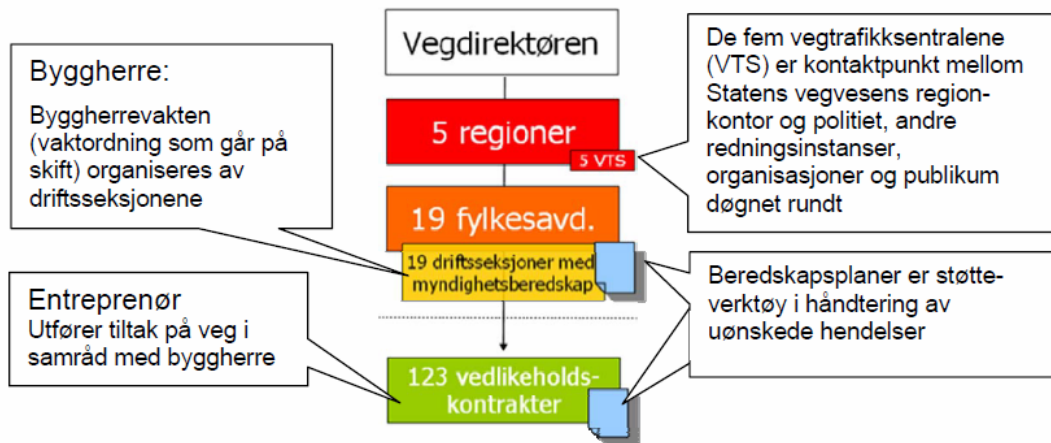 Vegdirektøren
Byggherre:
Byggherrevakten
(vaktordning som går på
skift) organiseres av
driftsseksjonene
De fem vegtrafikksentralene
(VTS) er kontaktpunkt mellom
Statens vegvesens region-
kontor og politiet, andre
redningsinstanser,
organisasjoner og publikum
døgnet rundt
5 regioner
5 VTS
19 fylkesavd.
19 driftsseksjoner med
myndighetsberedskap
Entreprenør
Utfører tiltak på veg i
samråd med byggherre
Beredskapsplaner er støtte-
verktøy i håndtering av
uønskede hendelser
123 vedlikeholds-
kontrakter